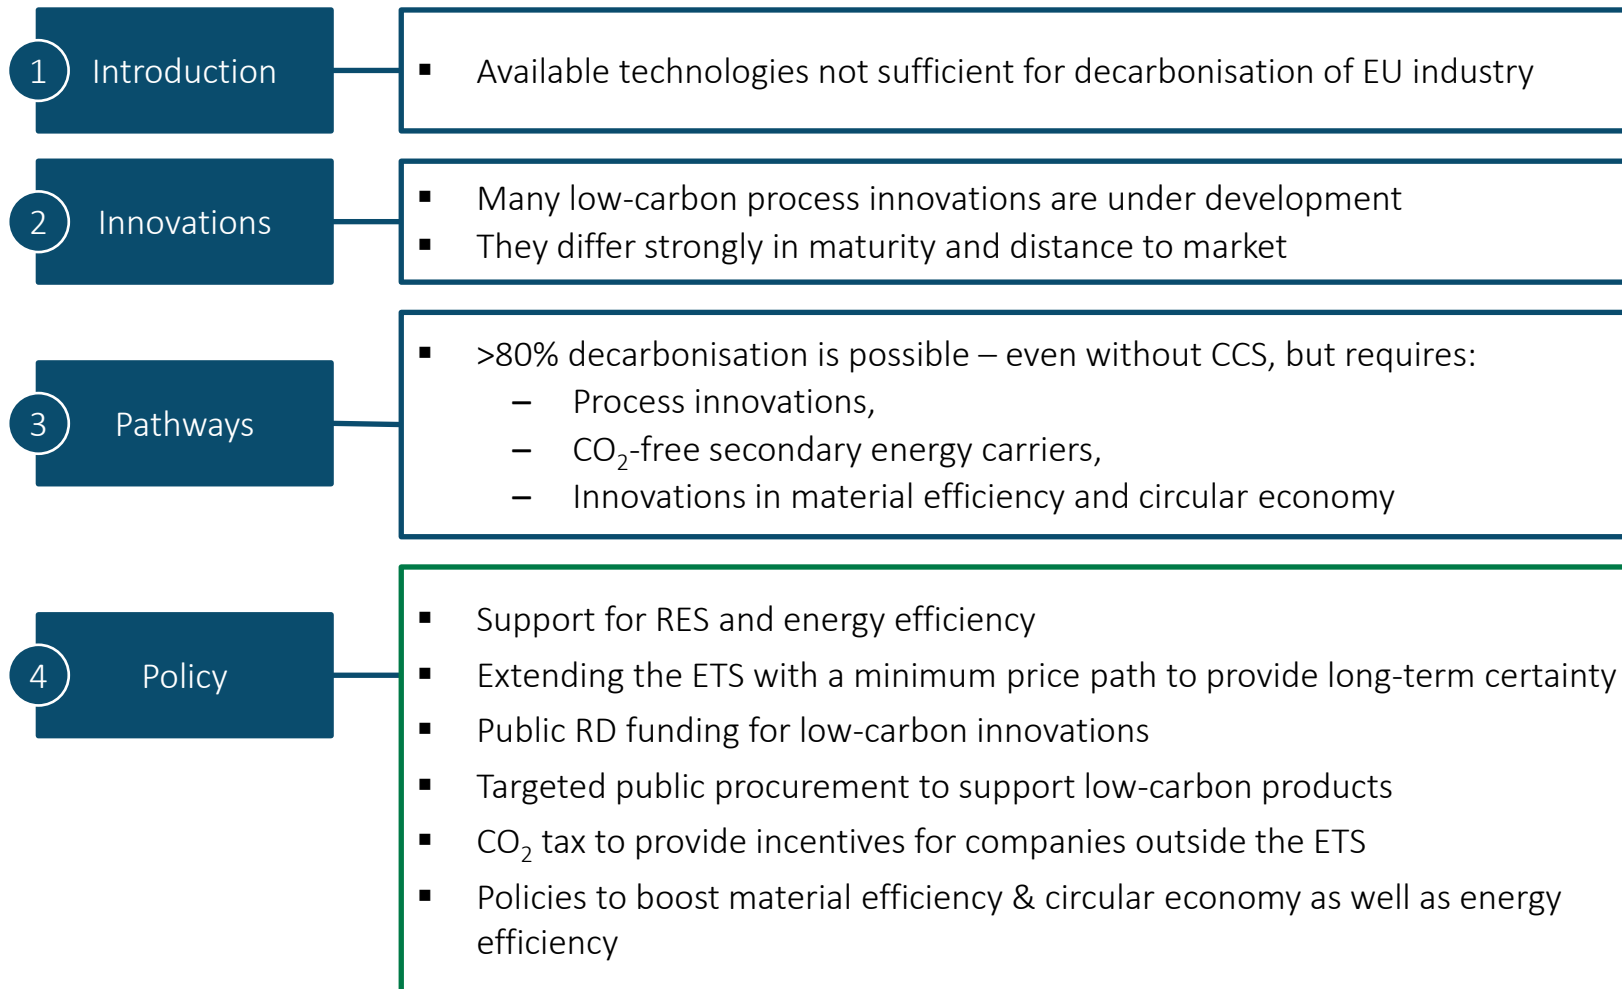 1 Introduction
▪ Available technologies not sufficient for decarbonisation of EU industry
2 Innovations
▪ Many low-carbon process innovations are under development
▪ They differ strongly in maturity and distance to market
3 Pathways
▪ >80% decarbonisation is possible – even without CCS, but requires:
– Process innovations,
– CO₂-free secondary energy carriers,
– Innovations in material efficiency and circular economy
4 Policy
▪ Support for RES and energy efficiency
▪ Extending the ETS with a minimum price path to provide long-term certainty
▪ Public RD funding for low-carbon innovations
▪ Targeted public procurement to support low-carbon products
▪ CO₂ tax to provide incentives for companies outside the ETS
▪ Policies to boost material efficiency & circular economy as well as energy
efficiency